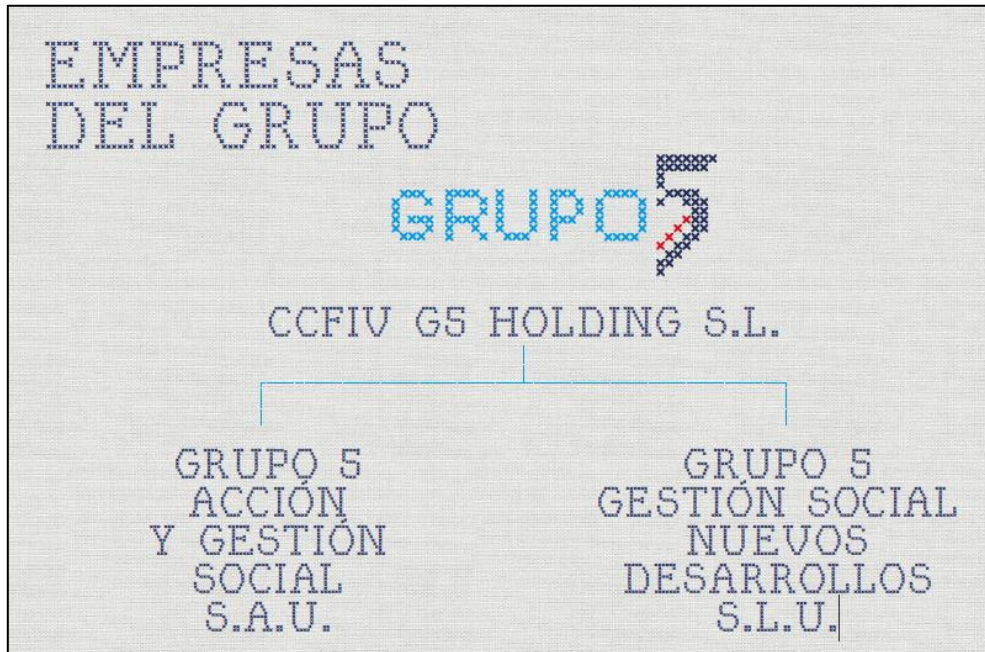 EMPRESAS
DEL GRUPO
GRUPO5
CCFIV G5 HOLDING S.L.
GRUPO 5
ACCIÓN
Y GESTIÓN
SOCIAL
S.A.U.
GRUPO 5
GESTIÓN SOCIAL
NUEVOS
DESARROLLOS
S.L.U.